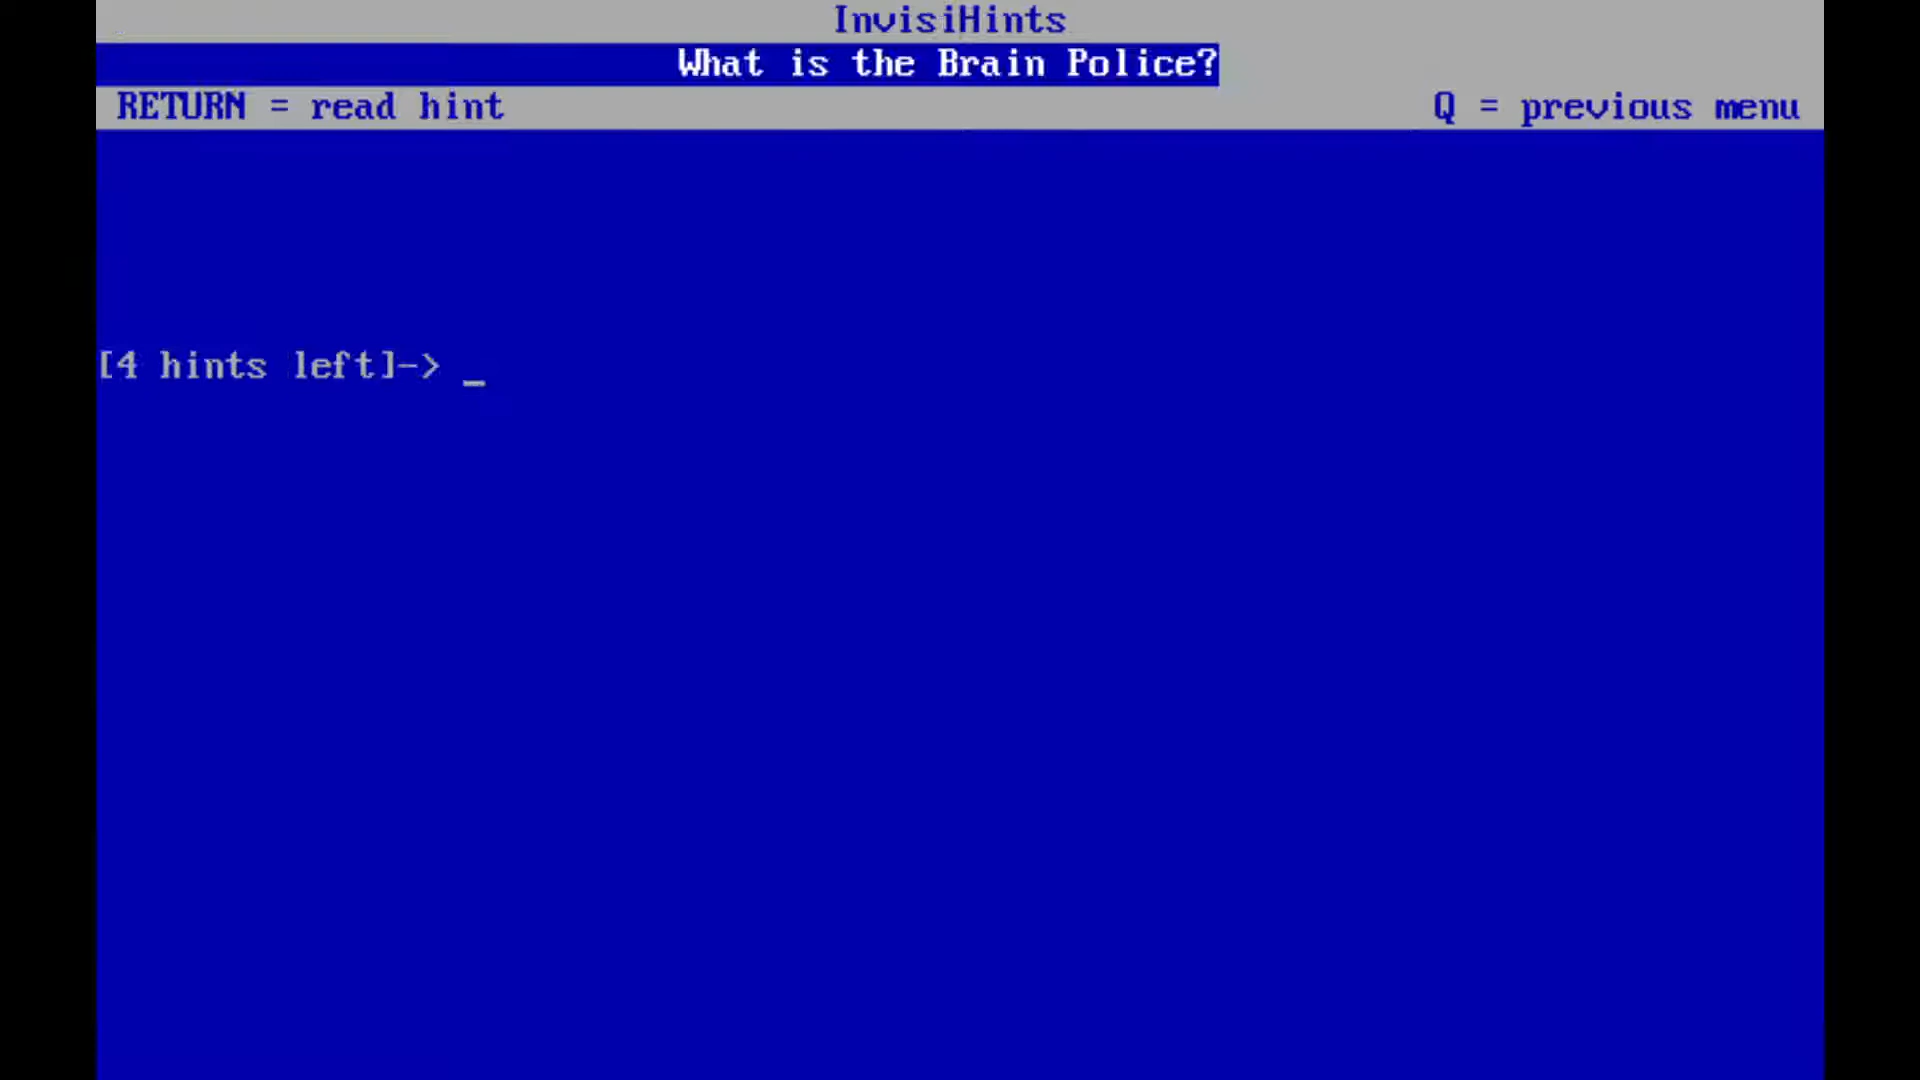 InvisiHints
What is the Brain Police?
RETURN = read hint Q = previous menu
[4 hints left]-> _